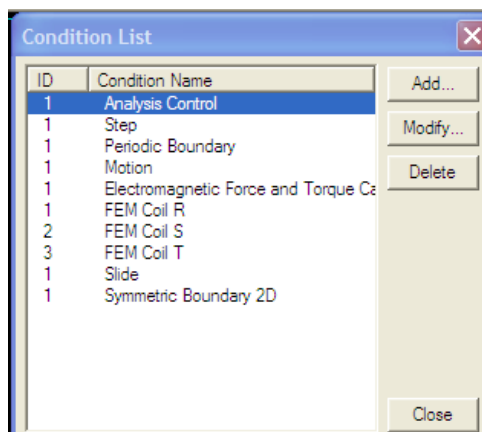 Condition List
ID Condition Name
1 Analysis Control
1 Step
1 Periodic Boundary
1 Motion
1 Electromagnetic Force and Torque Ca
1 FEM Coil R
2 FEM Coil S
3 FEM Coil T
1 Slide
1 Symmetric Boundary 2D
Add...
Modify...
Delete
Close